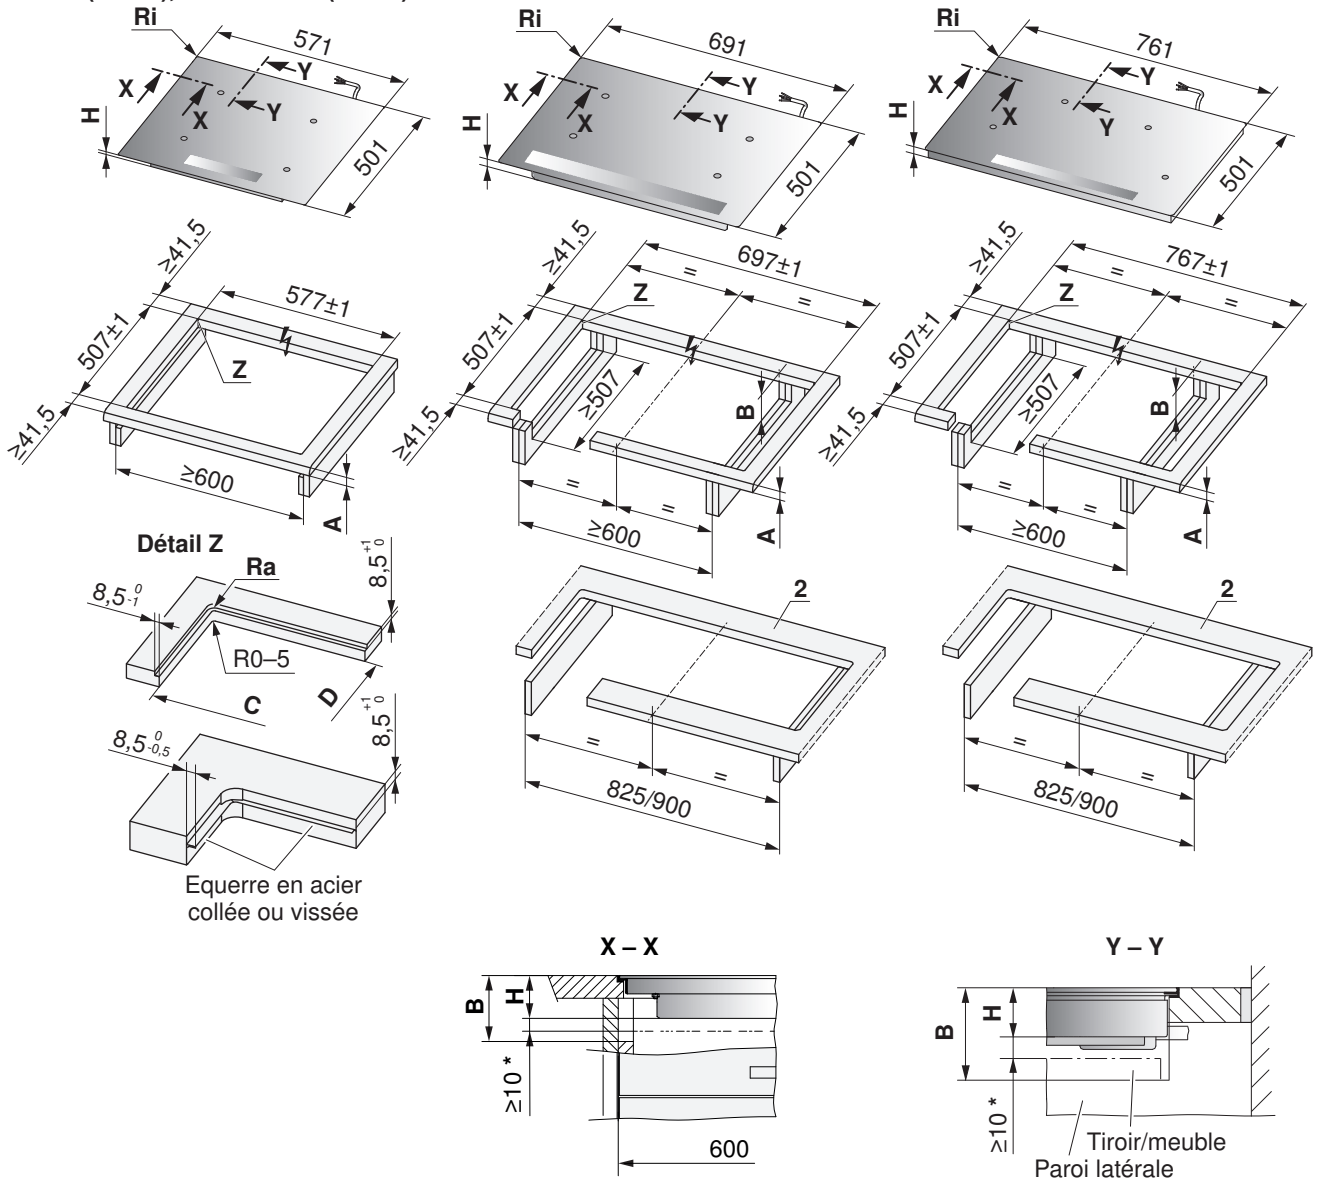 Ri
571
X
X
Y
Y
H
501
Ri
691
X
X
Y
Y
H
501
Ri
761
X
X
Y
Y
H
501
≥41,5
577±1
507±1
Z
≥41,5
≥600
A
≥41,5
697±1
=
=
507±1
Z
≥507
B
≥41,5
=
=
≥600
A
≥41,5
767±1
=
=
507±1
Z
≥507
B
≥41,5
=
=
≥600
A
Détail Z
Ra
8,5 0 -1
8,5 +1 0
R0–5
C
D
8,5 0 -0,5
8,5 +1 0
Equerre en acier
collée ou vissée
2
=
=
825/900
2
=
=
825/900
X – X
B
H
≥10 *
600
Y – Y
B
H
≥10 *
Tiroir/meuble
Paroi latérale